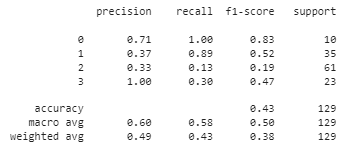 precision recall f1-score support
0 0.71 1.00 0.83 10
1 0.37 0.89 0.52 35
2 0.33 0.13 0.19 61
3 1.00 0.30 0.47 23
accuracy 0.43 129
macro avg 0.60 0.58 0.50 129
weighted avg 0.49 0.43 0.38 129